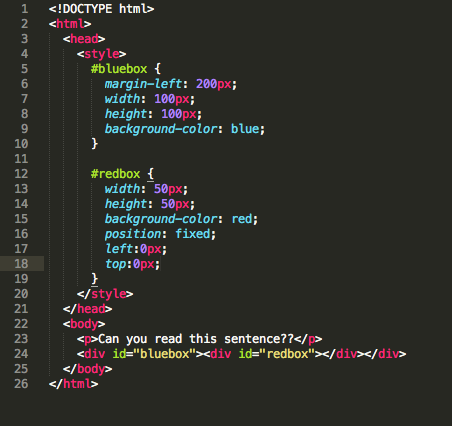 1 <!DOCTYPE html>
2 <html>
3   <head>
4     <style>
5       #bluebox {
6         margin-left: 200px;
7         width: 100px;
8         height: 100px;
9         background-color: blue;
10       }
11
12       #redbox {
13         width: 50px;
14         height: 50px;
15         background-color: red;
16         position: fixed;
17         left:0px;
18         top:0px;
19       }
20     </style>
21   </head>
22   <body>
23     <p>Can you read this sentence??</p>
24     <div id="bluebox"><div id="redbox"></div></div>
25   </body>
26 </html>